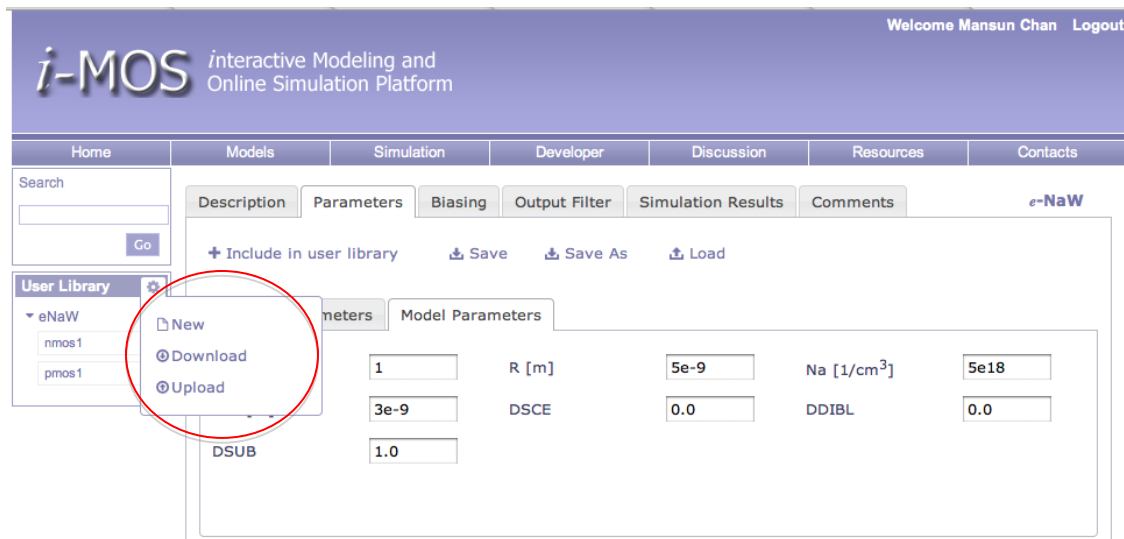 Welcome Mansun Chan Logout
i-MOS interactive Modeling and
Online Simulation Platform
Home Models Simulation Developer Discussion Resources Contacts
Search
Go
User Library
eNaW
nmos1
pmos1
New
Download
Upload
Description Parameters Biasing Output Filter Simulation Results Comments e-NaW
+ Include in user library Save Save As Load
meters Model Parameters
1 R [m] 5e-9 Na [1/cm³] 5e18
3e-9 DSCE 0.0 DDIBL 0.0
DSUB 1.0